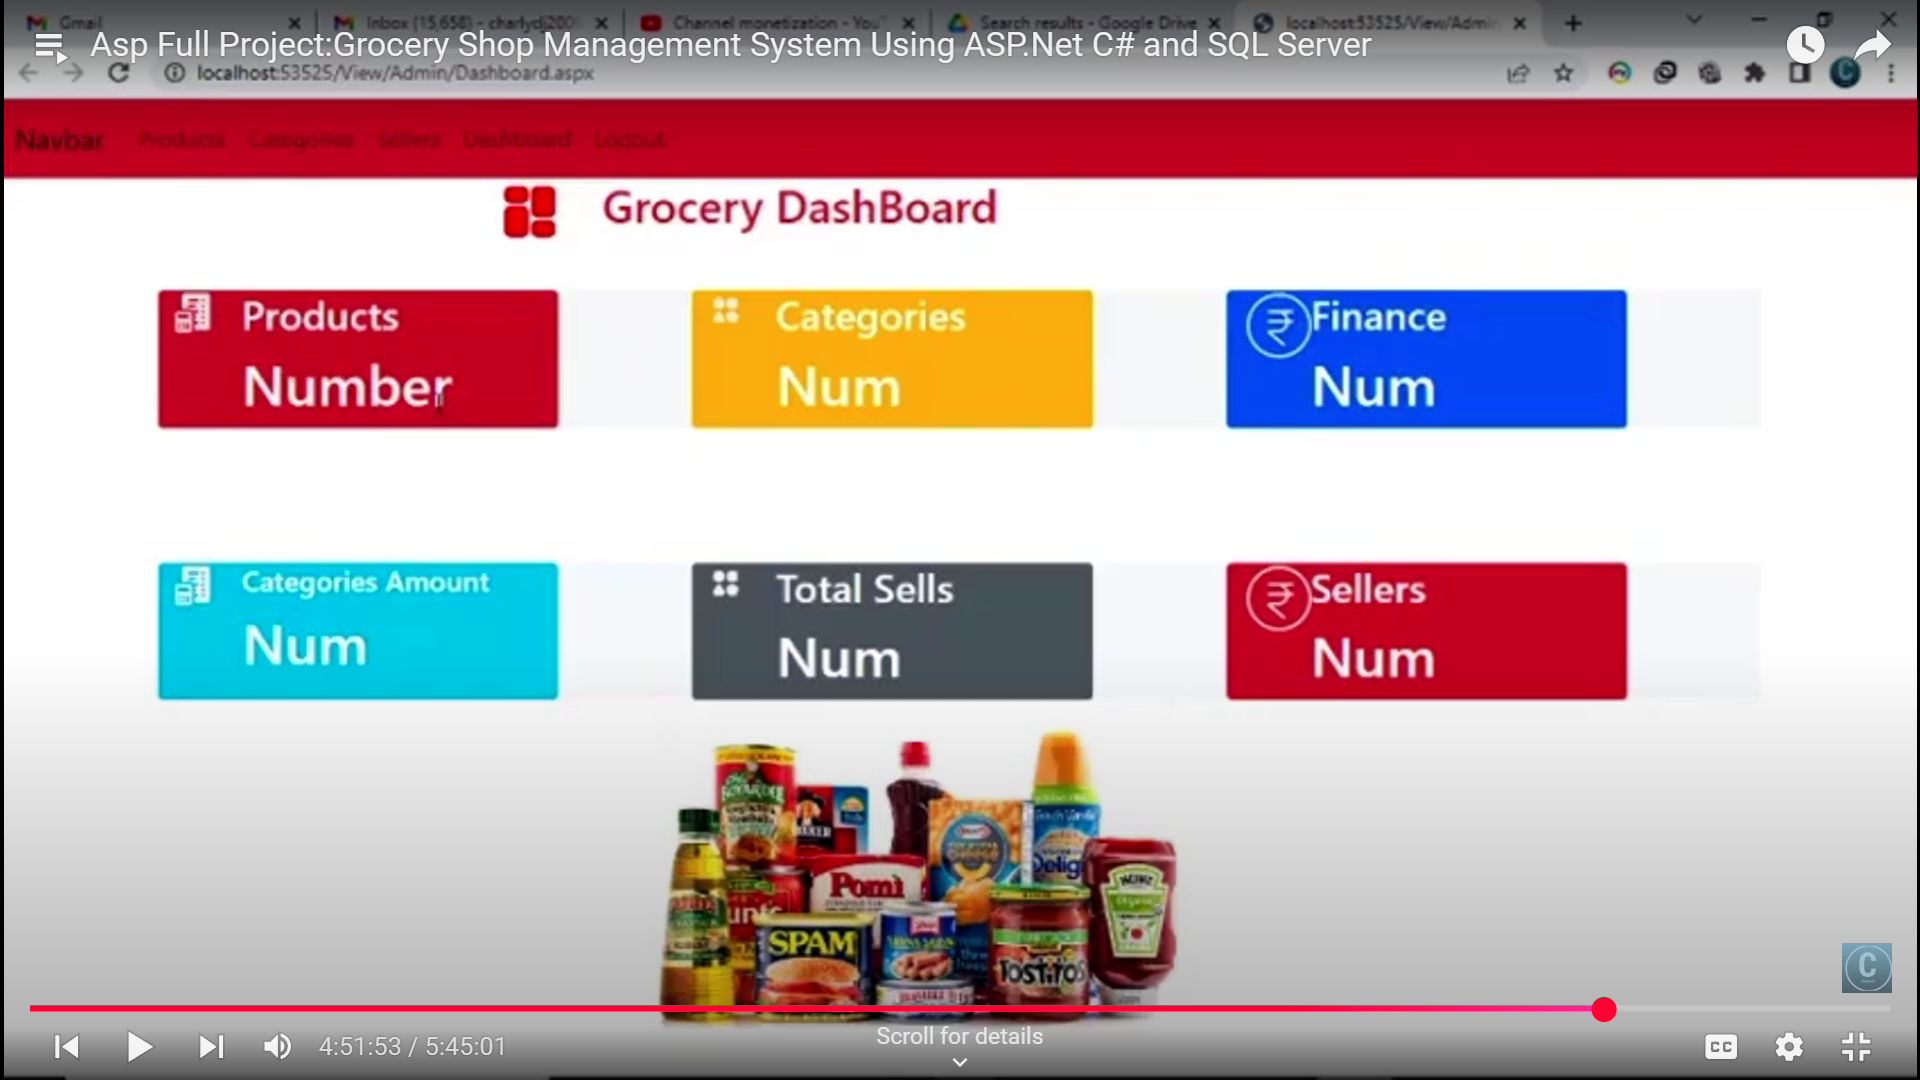 Gmail
Inbox (15,658) - charlydj200
Channel monetization - You
Search results - Google Drive
localhost:53525/View/Admin
Asp Full Project:Grocery Shop Management System Using ASP.Net C# and SQL Server
localhost:53525/View/Admin/Dashboard.aspx
C
Navbar Products Categories Sellers Dashboard Logout
Grocery DashBoard
Products
Number
Categories
Num
₹ Finance
Num
Categories Amount
Num
Total Sells
Num
₹ Sellers
Num
Pomì
SPAM
TOSTITOS
HEINZ
C
4:51:53 / 5:45:01
Scroll for details
CC